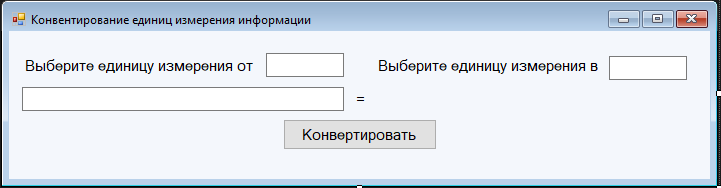 Конвентирование единиц измерения информации
Выберите единицу измерения от Выберите единицу измерения в
=
Конвертировать